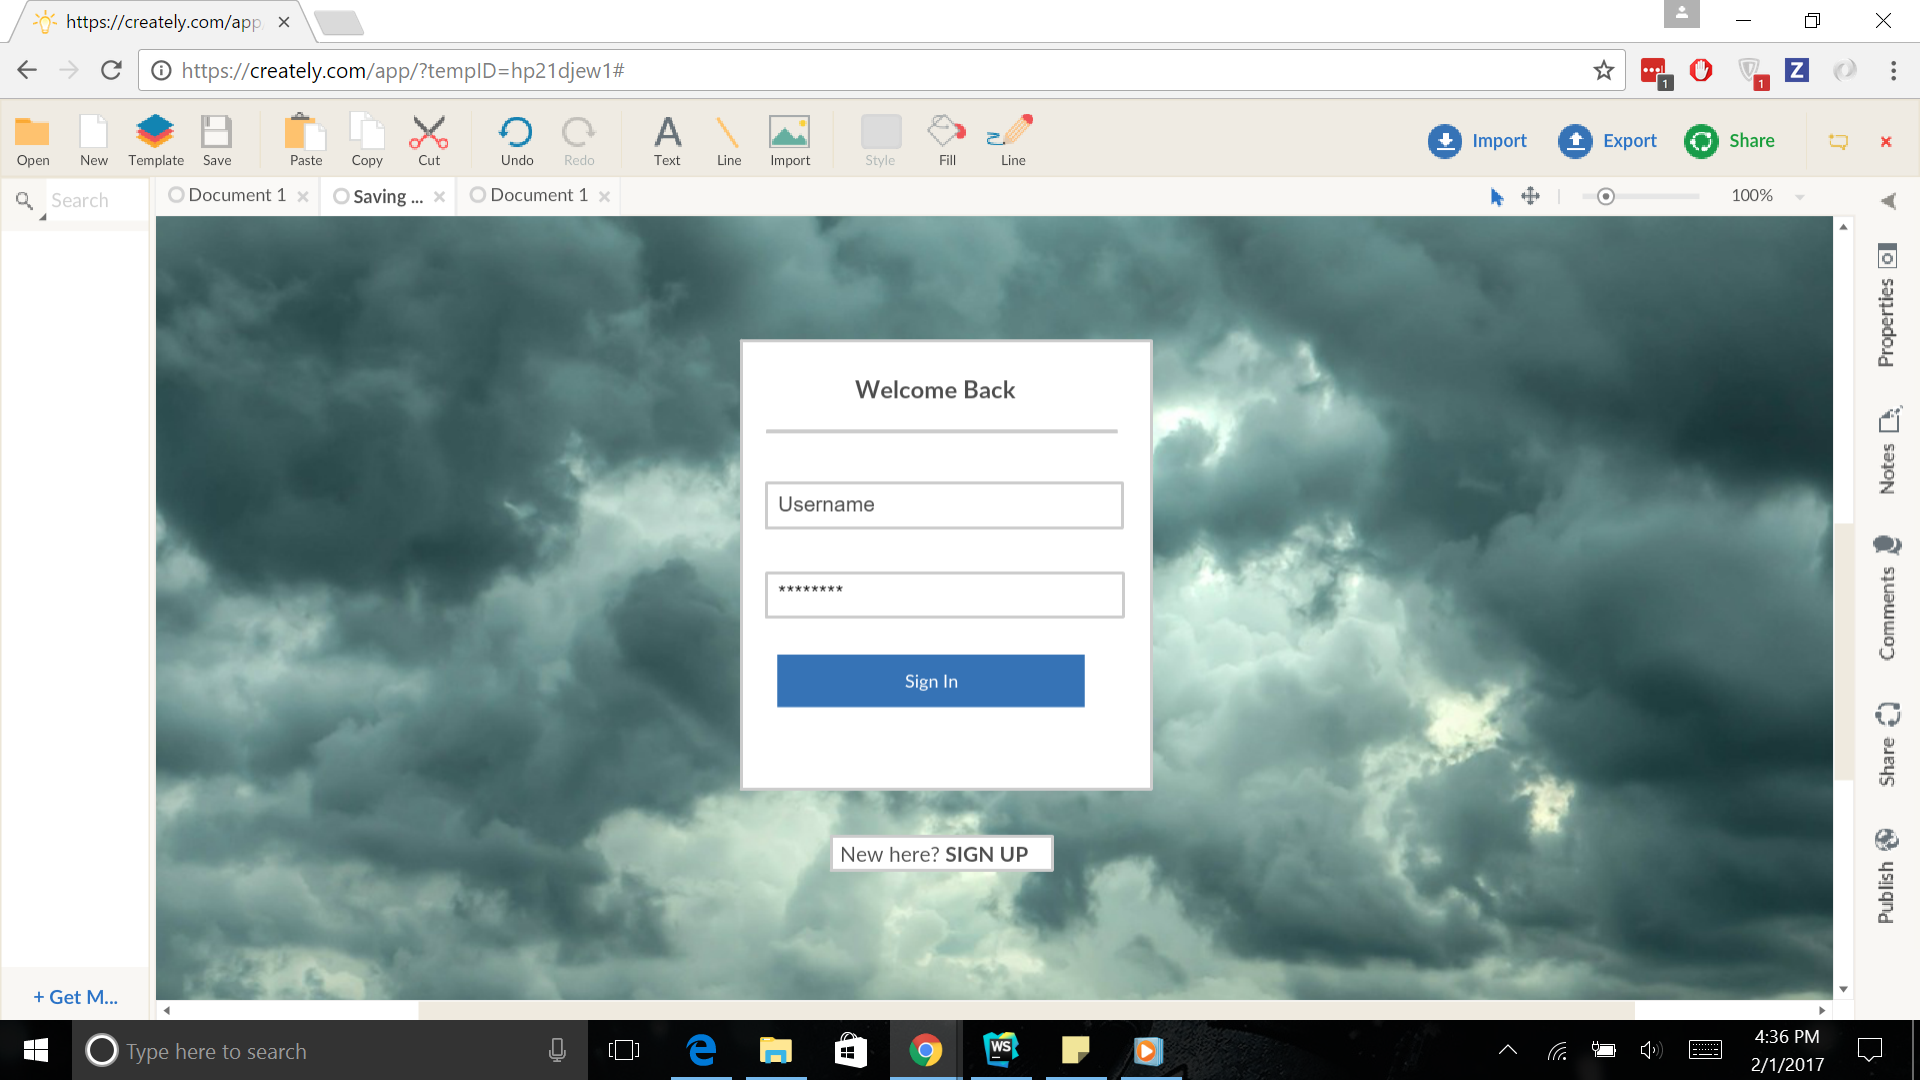 https://creately.com/app
https://creately.com/app/?tempID=hp21djew1#
1
1
Z
Open
New
Template
Save
Paste
Copy
Cut
Undo
Redo
Text
Line
Import
Style
Fill
Line
Import
Export
Share
Search
Document 1
Saving ...
Document 1
100%
Welcome Back
Username
********
Sign In
New here? SIGN UP
Properties
Notes
Comments
Share
Publish
+ Get M...
Type here to search
WS
4:36 PM
2/1/2017